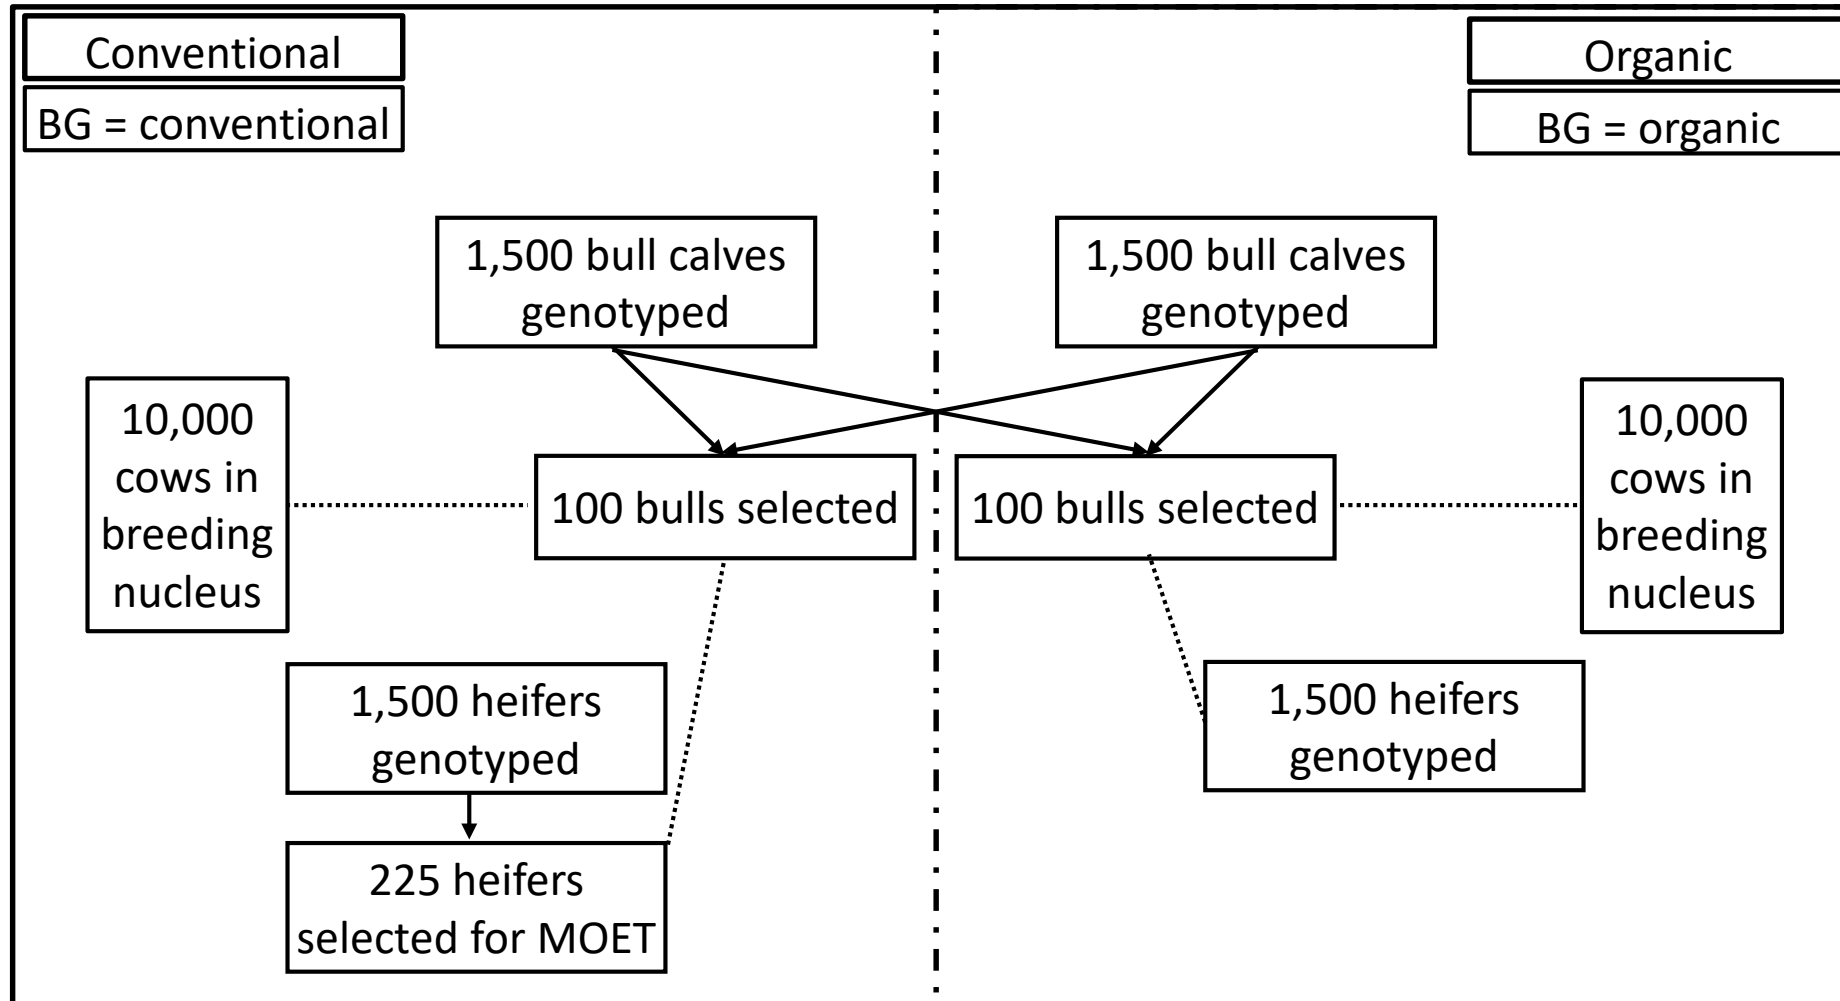 Conventional
BG = conventional
Organic
BG = organic
1,500 bull calves
genotyped
1,500 bull calves
genotyped
10,000
cows in
breeding
nucleus
100 bulls selected
100 bulls selected
10,000
cows in
breeding
nucleus
1,500 heifers
genotyped
1,500 heifers
genotyped
225 heifers
selected for MOET